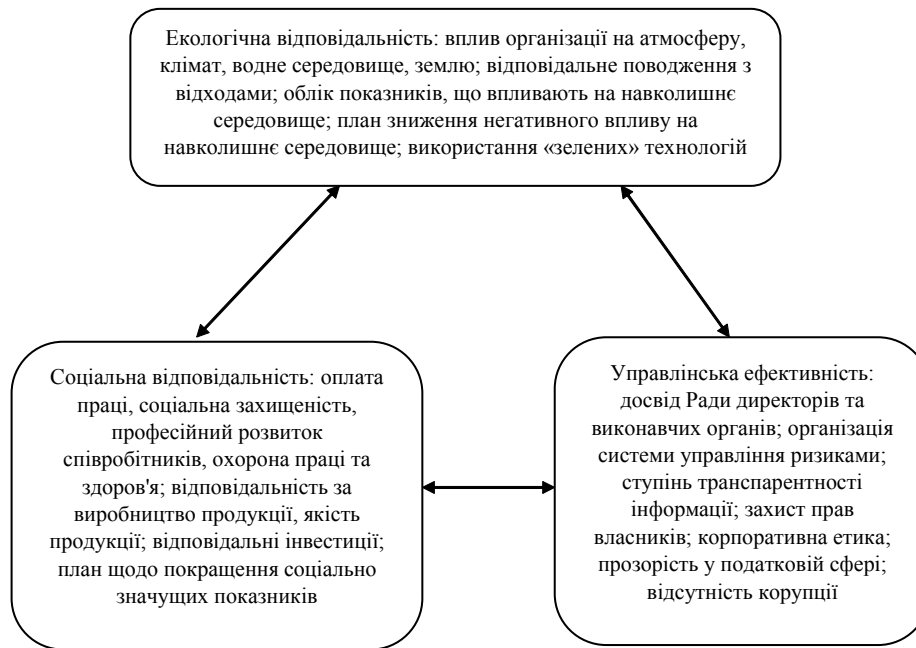 Екологічна відповідальність: вплив організації на атмосферу,
клімат, водне середовище, землю; відповідальне поводження з
відходами; облік показників, що впливають на навколишнє
середовище; план зниження негативного впливу на
навколишнє середовище; використання «зелених» технологій
Соціальна відповідальність: оплата
праці, соціальна захищеність,
професійний розвиток
співробітників, охорона праці та
здоров'я; відповідальність за
виробництво продукції, якість
продукції; відповідальні інвестиції;
план щодо покращення соціально
значущих показників
Управлінська ефективність:
досвід Ради директорів та
виконавчих органів; організація
системи управління ризиками;
ступінь транспарентності
інформації; захист прав
власників; корпоративна етика;
прозорість у податковій сфері;
відсутність корупції